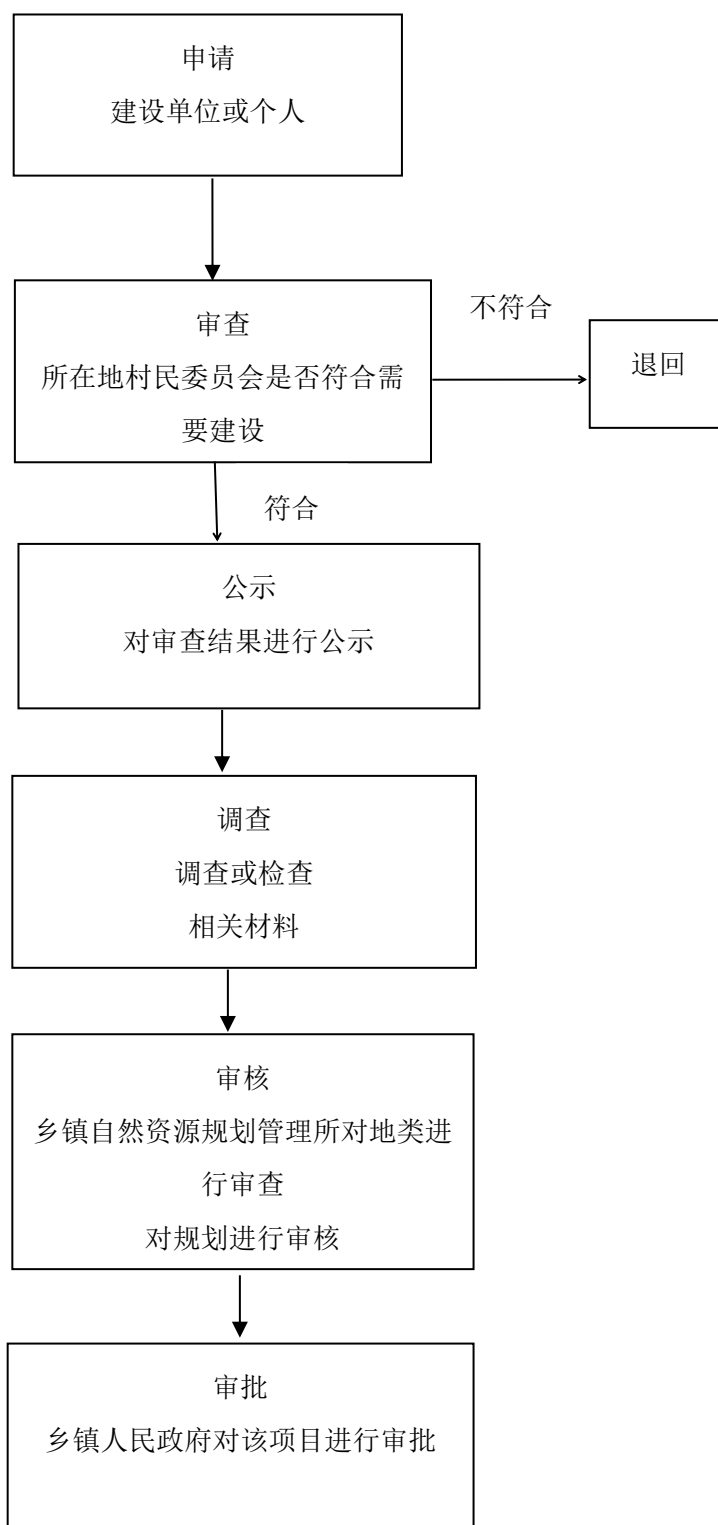 申请
建设单位或个人
审查
所在地村民委员会是否符合需
要建设
不符合
退回
符合
公示
对审查结果进行公示
调查
调查或检查
相关材料
审核
乡镇自然资源规划管理所对地类进
行审查
对规划进行审核
审批
乡镇人民政府对该项目进行审批